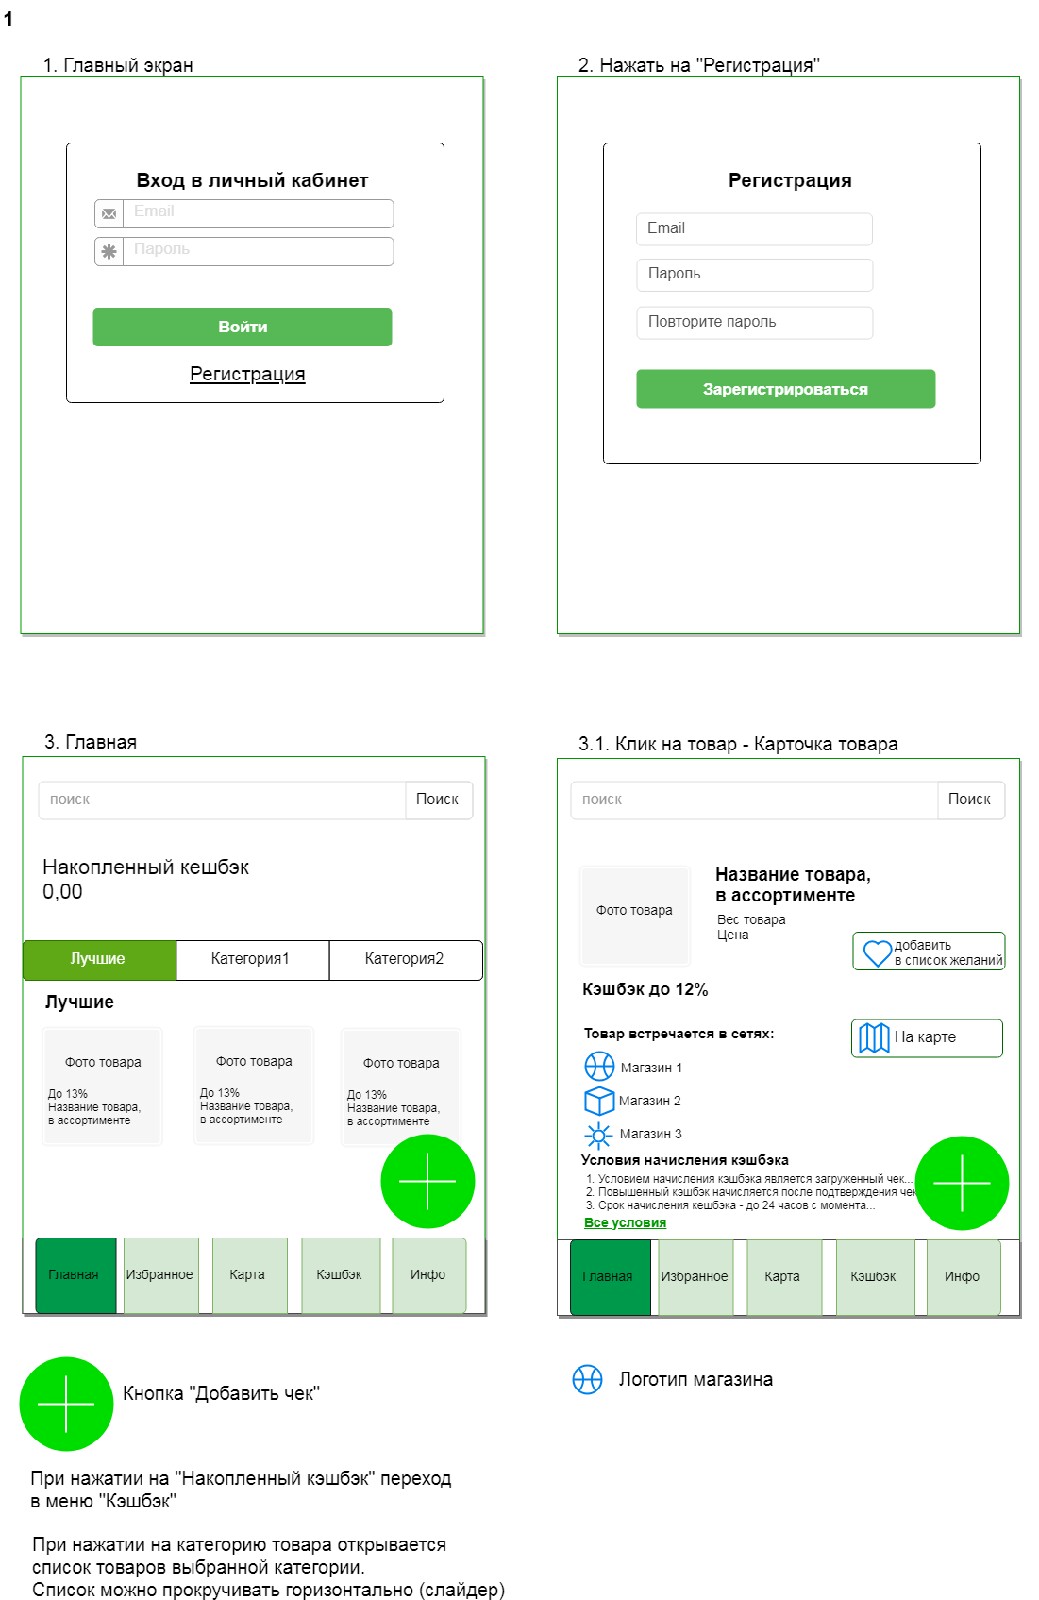 1
1. Главный экран
Вход в личный кабинет
Email
Пароль
Войти
Регистрация
2. Нажать на "Регистрация"
Регистрация
Email
Пароль
Повторите пароль
Зарегистрироваться
3. Главная
поиск
Поиск
Накопленный кешбэк
0,00
Лучшие
Категория1
Категория2
Лучшие
Фото товара
До 13%
Название товара,
в ассортименте
Фото товара
До 13%
Название товара,
в ассортименте
Фото товара
До 13%
Название товара,
в ассортименте
Главная
Избранное
Карта
Кэшбэк
Инфо
Кнопка "Добавить чек"
При нажатии на "Накопленный кэшбэк" переход
в меню "Кэшбэк"
При нажатии на категорию товара открывается
список товаров выбранной категории.
Список можно прокручивать горизонтально (слайдер)
3.1. Клик на товар - Карточка товара
поиск
Поиск
Фото товара
Название товара,
в ассортименте
Вес товара
Цена
добавить
в список желаний
Кэшбэк до 12%
Товар встречается в сетях:
На карте
Магазин 1
Магазин 2
Магазин 3
Условия начисления кэшбэка
1. Условием начисления кэшбэка является загруженный чек...
2. Повышенный кэшбэк начисляется после подтверждения чек
3. Срок начисления кешбэка - до 24 часов с момента...
Все условия
Главная
Избранное
Карта
Кэшбэк
Инфо
Логотип магазина